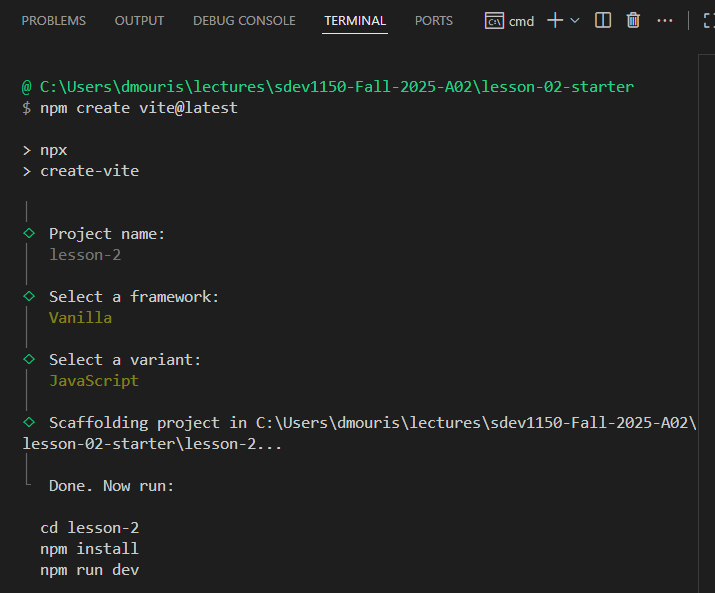 PROBLEMS OUTPUT DEBUG CONSOLE TERMINAL PORTS cmd
@ C:\Users\dmouris\lectures\sdev1150-Fall-2025-A02\lesson-02-starter
$ npm create vite@latest
> npx
> create-vite
Project name:
lesson-2
Select a framework:
Vanilla
Select a variant:
JavaScript
Scaffolding project in C:\Users\dmouris\lectures\sdev1150-Fall-2025-A02\
lesson-02-starter\lesson-2...
Done. Now run:
cd lesson-2
npm install
npm run dev